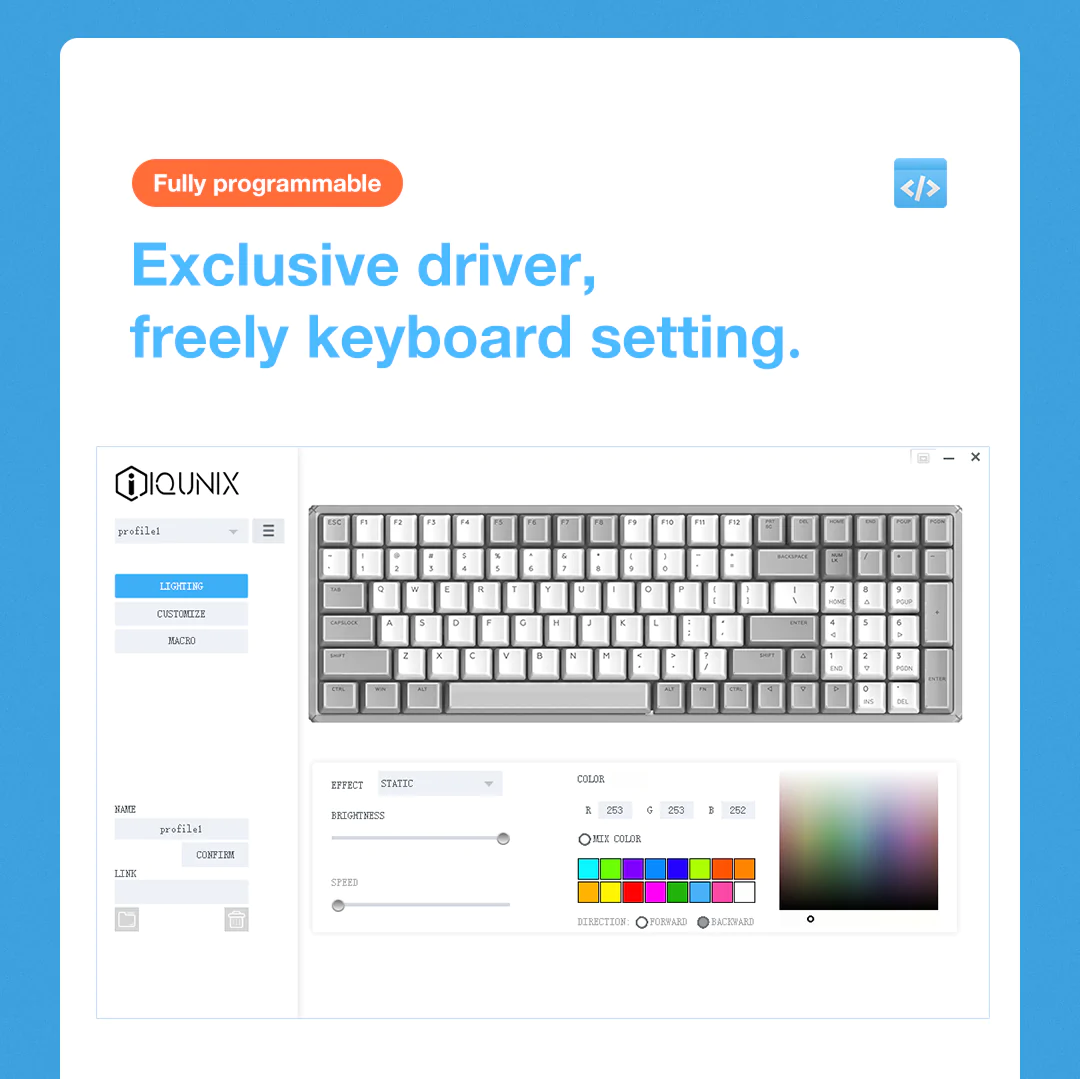 Fully programmable
</>
Exclusive driver,
freely keyboard setting.
IQUNIX
profile1
LIGHTING
CUSTOMIZE
MACRO
ESC F1 F2 F3 F4 F5 F6 F7 F8 F9 F10 F11 F12 PRT SC DEL HOME END PGUP PGDN
~ ! @ # $ % ^ & * ( ) - + BACKSPACE NUM LK / * -
1 2 3 4 5 6 7 8 9 0
TAB Q W E R T Y U I O P { } | 7 8 9 +
[ ] \ HOME △ PGUP
CAPSLOCK A S D F G H J K L : ENTER 4 5 6
; ◁ ▷
SHIFT Z X C V B N M < > ? SHIFT △ 1 2 3 ENTER
, . / END ▽ PGDN
CTRL WIN ALT ALT FN CTRL ◁ ▽ ▷ 0 .
INS DEL
EFFECT STATIC
BRIGHTNESS
SPEED
COLOR
R 253 G 253 B 252
MIX COLOR
DIRECTION: FORWARD BACKWARD
NAME
profile1
CONFIRM
LINK